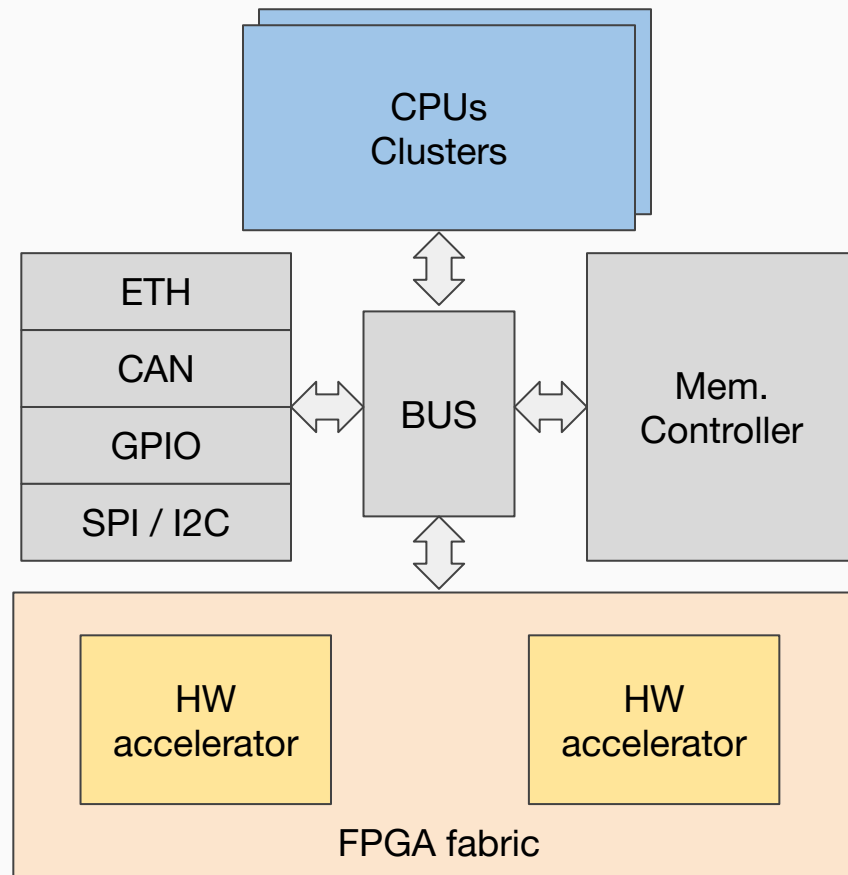 CPUs
Clusters
ETH
CAN
GPIO
SPI / I2C
BUS
Mem.
Controller
HW
accelerator
HW
accelerator
FPGA fabric